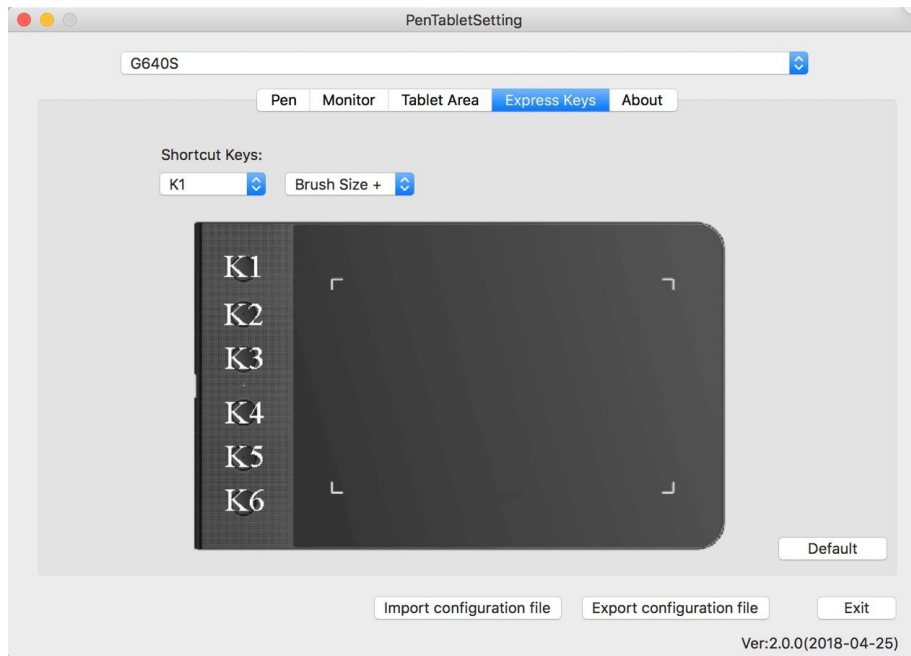 PenTabletSetting
G640S
Pen Monitor Tablet Area Express Keys About
Shortcut Keys:
K1 Brush Size +
K1
K2
K3
K4
K5
K6
Default
Import configuration file Export configuration file Exit
Ver:2.0.0(2018-04-25)